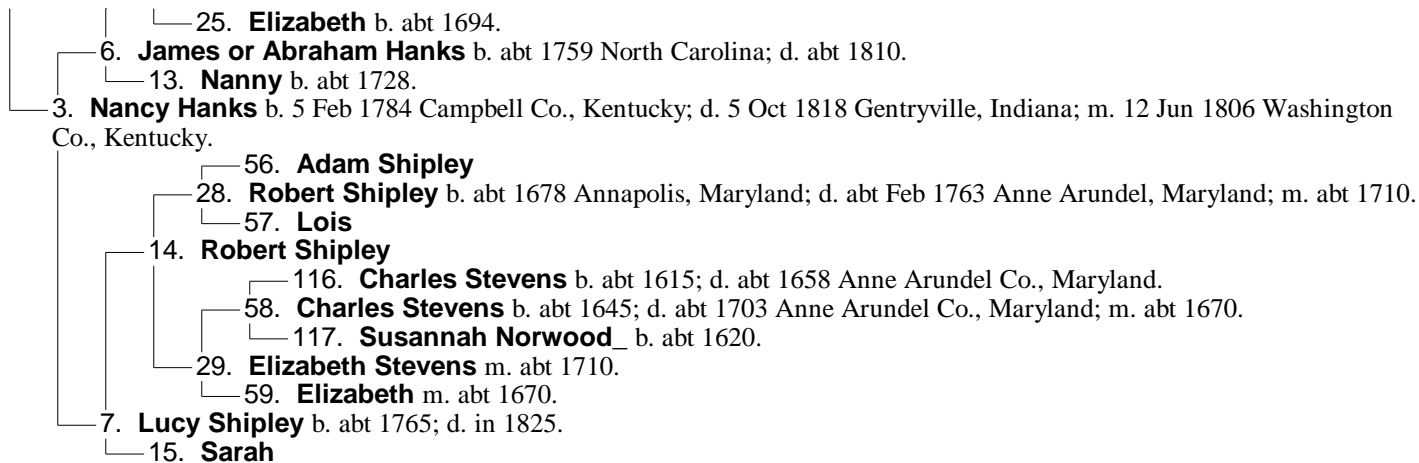 25. Elizabeth b. abt 1694.
6. James or Abraham Hanks b. abt 1759 North Carolina; d. abt 1810.
13. Nanny b. abt 1728.
3. Nancy Hanks b. 5 Feb 1784 Campbell Co., Kentucky; d. 5 Oct 1818 Gentryville, Indiana; m. 12 Jun 1806 Washington
Co., Kentucky.
56. Adam Shipley
28. Robert Shipley b. abt 1678 Annapolis, Maryland; d. abt Feb 1763 Anne Arundel, Maryland; m. abt 1710.
57. Lois
14. Robert Shipley
116. Charles Stevens b. abt 1615; d. abt 1658 Anne Arundel Co., Maryland.
58. Charles Stevens b. abt 1645; d. abt 1703 Anne Arundel Co., Maryland; m. abt 1670.
117. Susannah Norwood_ b. abt 1620.
29. Elizabeth Stevens m. abt 1710.
59. Elizabeth m. abt 1670.
7. Lucy Shipley b. abt 1765; d. in 1825.
15. Sarah